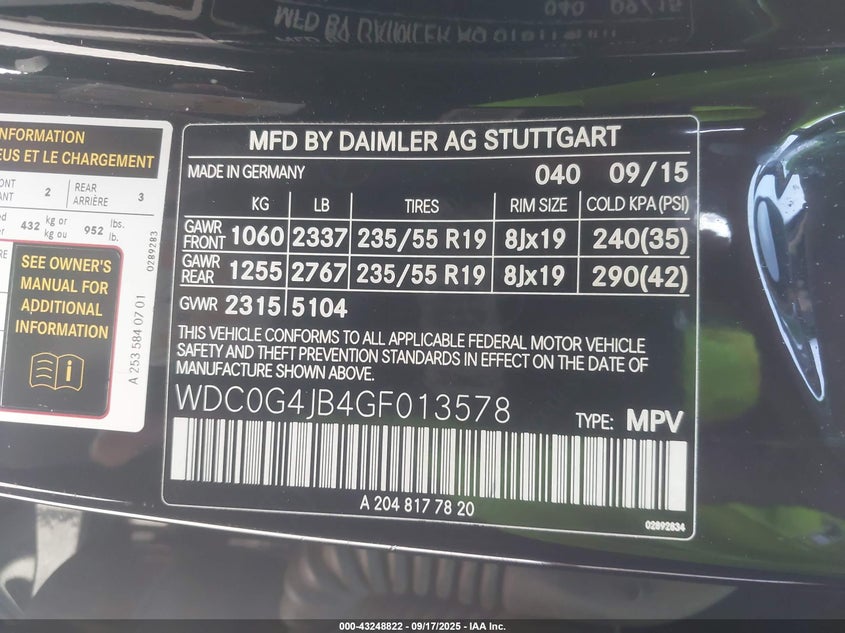 040 09/15
INFORMATION
EUS ET LE CHARGEMENT
2 REAR ARRIÈRE 3
432 kg or kg ou 952 lbs. lb.
SEE OWNER'S
MANUAL FOR
ADDITIONAL
INFORMATION
A 253 584 07 01
0289283
MFD BY DAIMLER AG STUTTGART
MADE IN GERMANY 040 09/15
KG LB TIRES RIM SIZE COLD KPA (PSI)
GAWR FRONT 1060 2337 235/55 R19 8Jx19 240(35)
GAWR REAR 1255 2767 235/55 R19 8Jx19 290(42)
GVWR 2315 5104
THIS VEHICLE CONFORMS TO ALL APPLICABLE FEDERAL MOTOR VEHICLE
SAFETY AND THEFT PREVENTION STANDARDS IN EFFECT ON THE DATE OF
MANUFACTURE SHOWN ABOVE.
WDC0G4JB4GF013578 TYPE: MPV
A 204 817 78 20
02892834
000-43248822 - 09/17/2025 - IAA Inc.